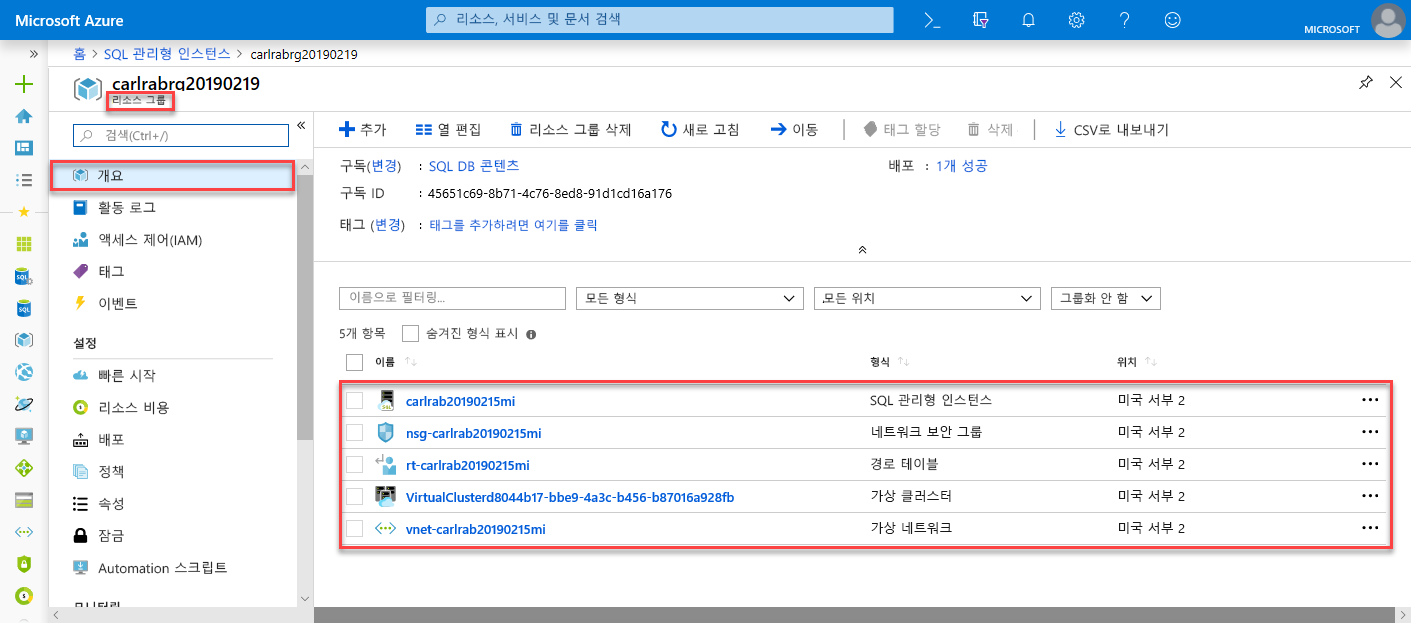 Microsoft Azure
리소스, 서비스 및 문서 검색
MICROSOFT
홈 > SQL 관리형 인스턴스 > carlrabrg20190219
carlrabrg20190219
리소스 그룹
검색(Ctrl+/)
개요
활동 로그
액세스 제어(IAM)
태그
이벤트
설정
빠른 시작
리소스 비용
배포
정책
속성
잠금
Automation 스크립트
모니터링
추가 열 편집 리소스 그룹 삭제 새로 고침 이동 태그 할당 삭제 CSV로 내보내기
구독(변경) : SQL DB 콘텐츠 배포 : 1개 성공
구독 ID : 45651c69-8b71-4c76-8ed8-91d1cd16a176
태그 (변경) : 태그를 추가하려면 여기를 클릭
이름으로 필터링... 모든 형식 모든 위치 그룹화 안 함
5개 항목 숨겨진 형식 표시
이름 형식 위치
carlrab20190215mi SQL 관리형 인스턴스 미국 서부 2
nsg-carlrab20190215mi 네트워크 보안 그룹 미국 서부 2
rt-carlrab20190215mi 경로 테이블 미국 서부 2
VirtualClusterd8044b17-bbe9-4a3c-b456-b87016a928fb 가상 클러스터 미국 서부 2
vnet-carlrab20190215mi 가상 네트워크 미국 서부 2